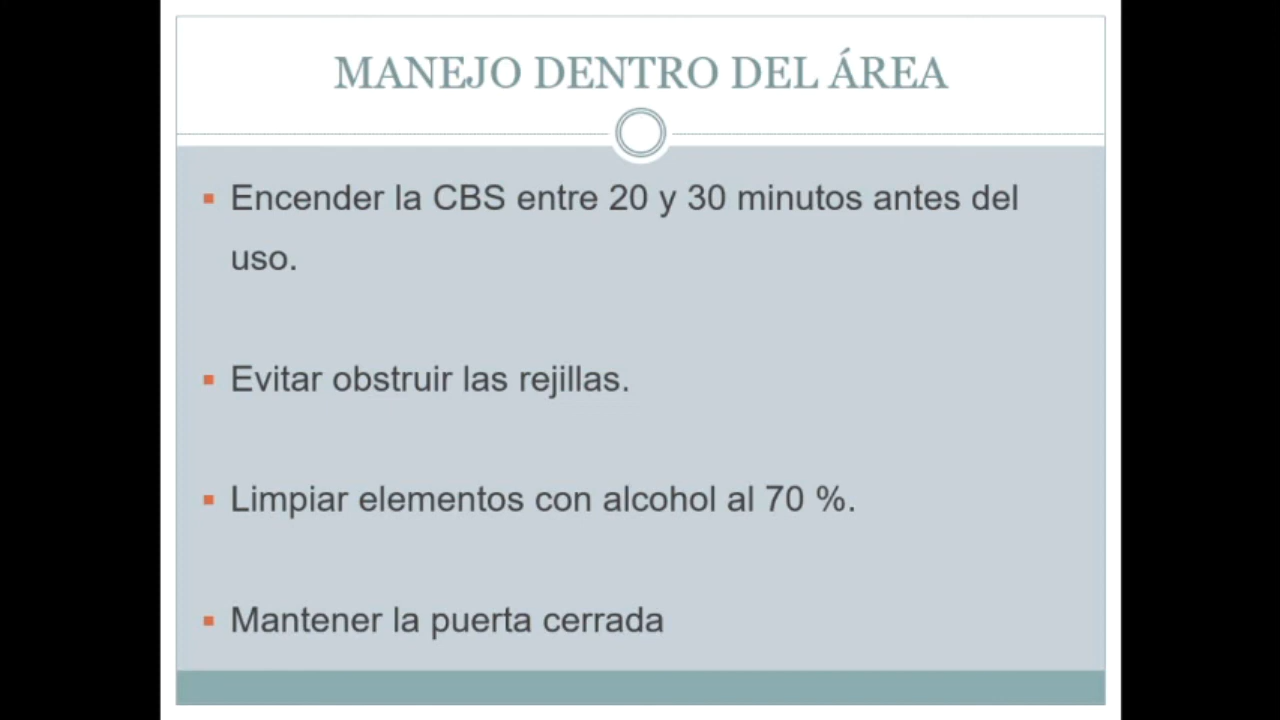 MANEJO DENTRO DEL ÁREA
Encender la CBS entre 20 y 30 minutos antes del
uso.
Evitar obstruir las rejillas.
Limpiar elementos con alcohol al 70 %.
Mantener la puerta cerrada